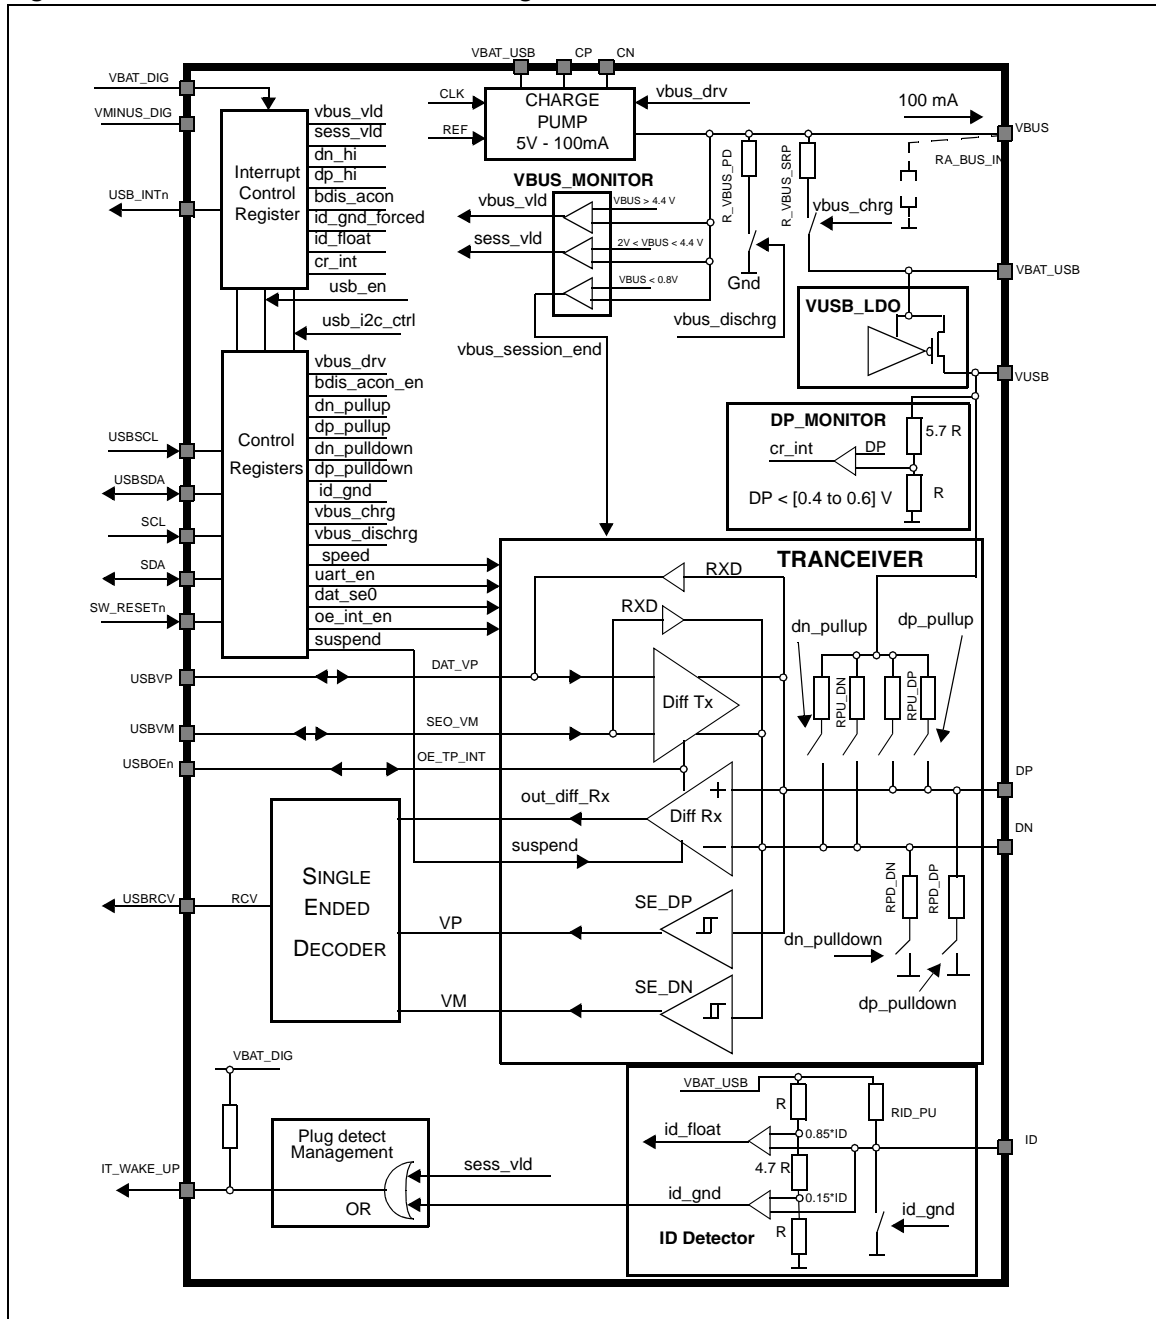 VBAT_USB
CP
CN
VBAT_DIG
VMINUS_DIG
USB_INTn
Interrupt
Control
Register
vbus_vld
sess_vld
dn_hi
dp_hi
bdis_acon
id_gnd_forced
id_float
cr_int
usb_en
usb_i2c_ctrl
CLK
REF
CHARGE
PUMP
5V - 100mA
vbus_drv
100 mA
VBUS
RA_BUS_IN
R_VBUS_PD
R_VBUS_SRP
vbus_chrg
VBUS_MONITOR
vbus_vld
VBUS > 4.4 V
sess_vld
2V < VBUS < 4.4 V
VBUS < 0.8V
Gnd
vbus_dischrg
vbus_session_end
VBAT_USB
VUSB_LDO
VUSB
DP_MONITOR
cr_int
DP
5.7 R
R
DP < [0.4 to 0.6] V
Control
Registers
vbus_drv
bdis_acon_en
dn_pullup
dp_pullup
dn_pulldown
dp_pulldown
id_gnd
vbus_chrg
vbus_dischrg
speed
uart_en
dat_se0
oe_int_en
suspend
USBSCL
USBSDA
SCL
SDA
SW_RESETn
USBVP
DAT_VP
USBVM
SEO_VM
USBOEn
OE_TP_INT
TRANCEIVER
RXD
RXD
Diff Tx
dn_pullup
dp_pullup
RPU_DN
RPU_DP
DP
DN
out_diff_Rx
Diff Rx
+
—
suspend
SINGLE
ENDED
DECODER
USBRCV
RCV
VP
SE_DP
VM
SE_DN
RPD_DN
RPD_DP
dn_pulldown
dp_pulldown
VBAT_DIG
IT_WAKE_UP
Plug detect
Management
OR
sess_vld
id_gnd
VBAT_USB
R
RID_PU
id_float
0.85*ID
4.7 R
0.15*ID
R
ID
id_gnd
ID Detector